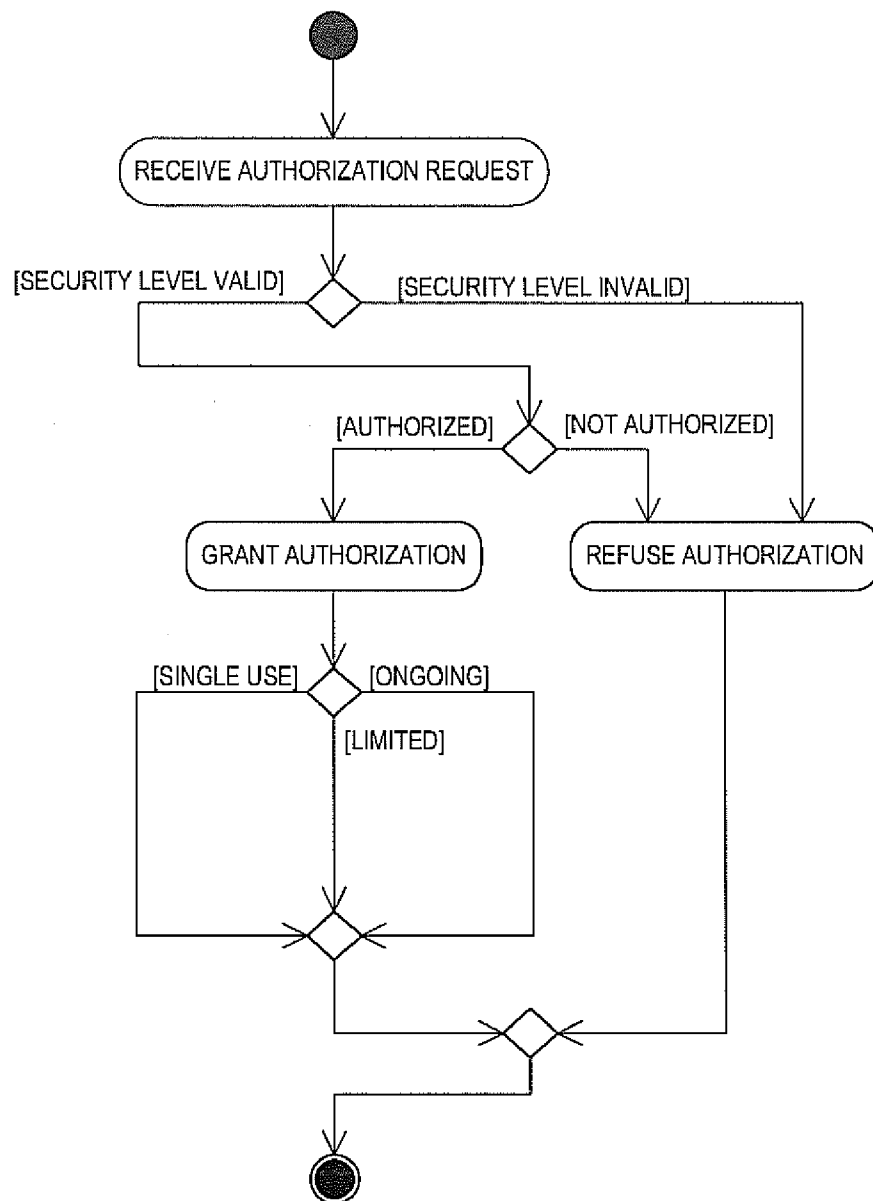 RECEIVE AUTHORIZATION REQUEST
[SECURITY LEVEL VALID]
[SECURITY LEVEL INVALID]
[AUTHORIZED]
[NOT AUTHORIZED]
GRANT AUTHORIZATION
REFUSE AUTHORIZATION
[SINGLE USE]
[ONGOING]
[LIMITED]